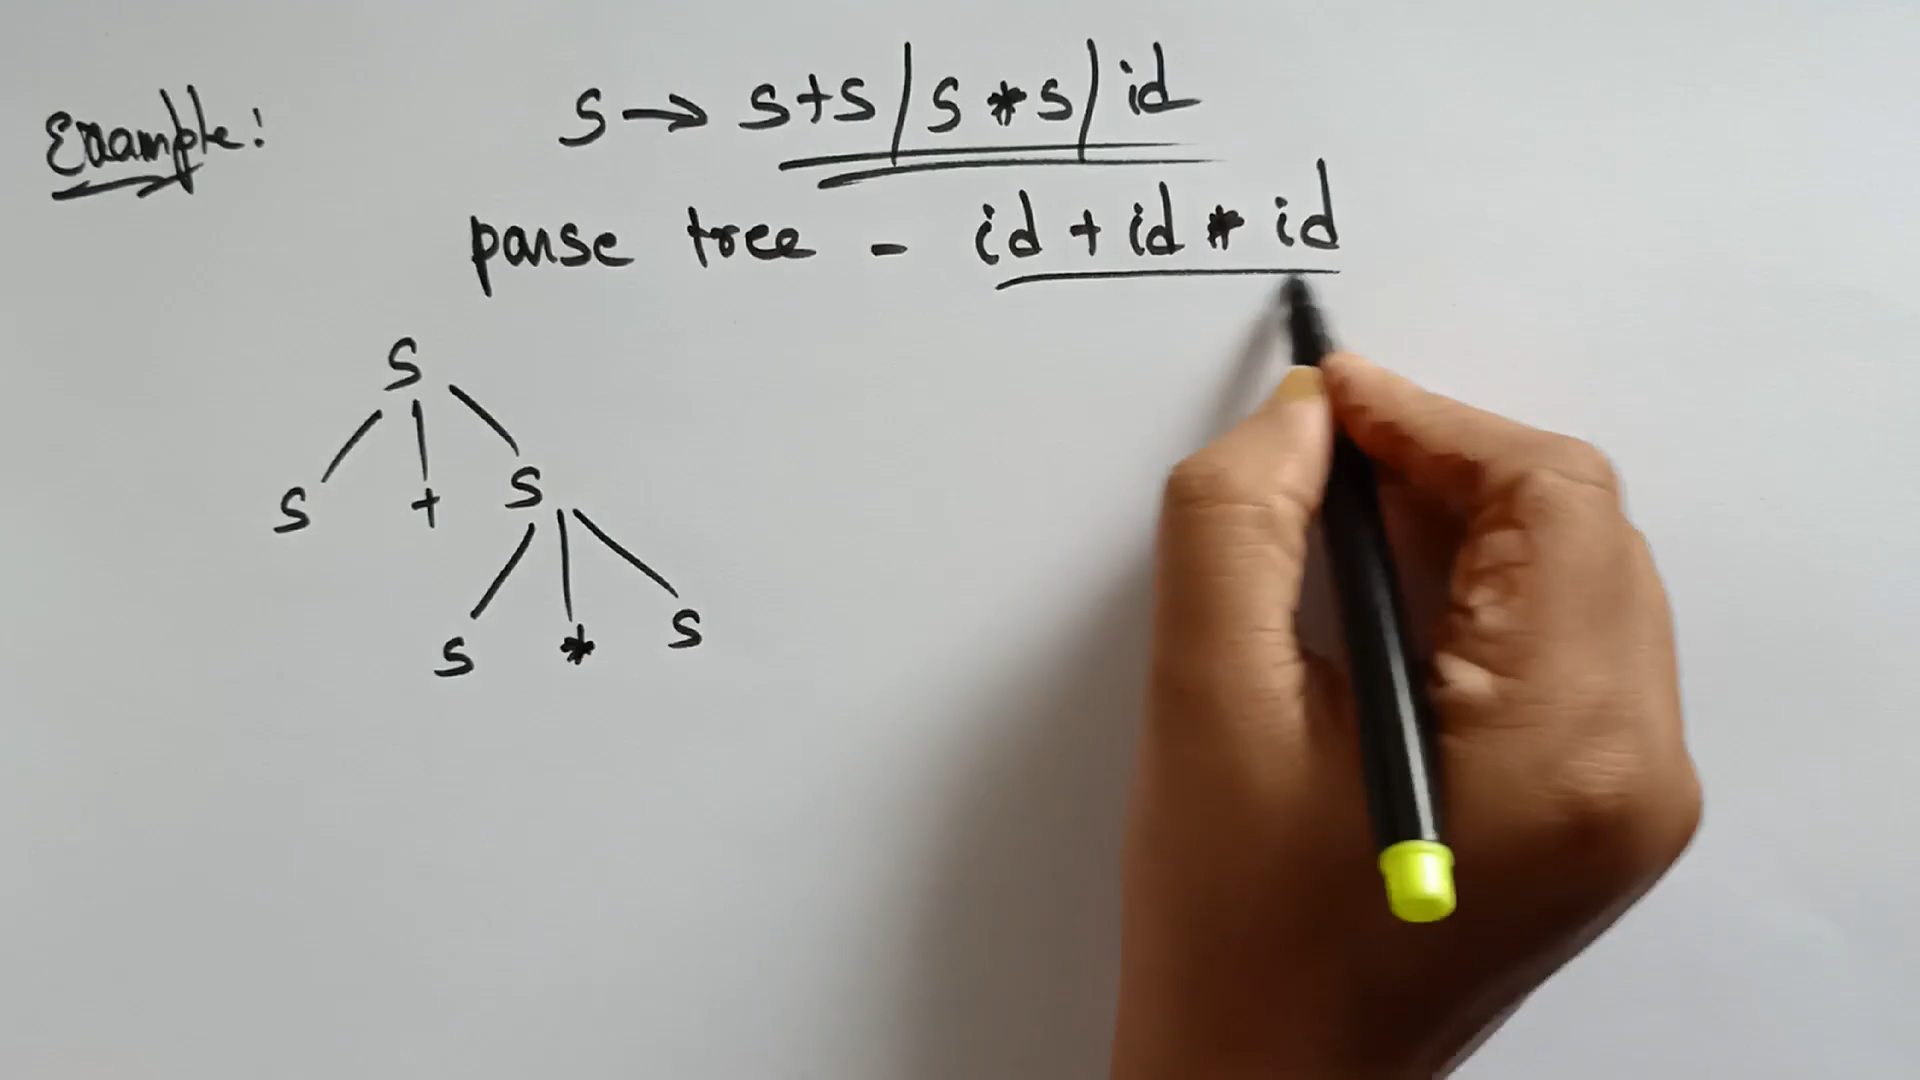 Example:
S → S+S | S * S | id
parse tree - id + id * id
S
S + S
S * S